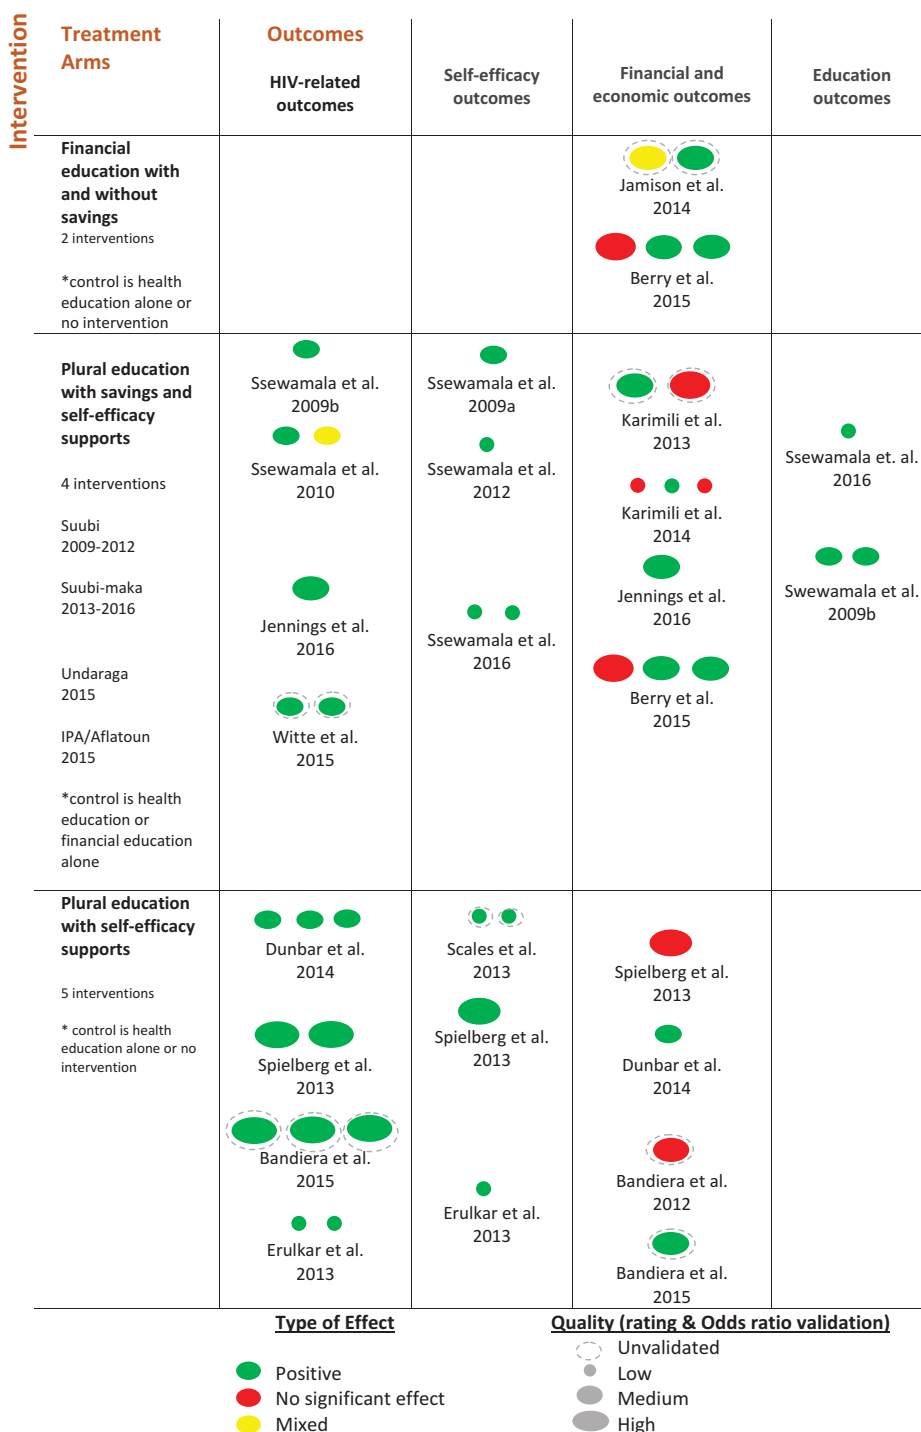 Intervention
Treatment
Arms
Outcomes
HIV-related
outcomes
Self-efficacy
outcomes
Financial and
economic outcomes
Education
outcomes
Financial
education with
and without
savings
2 interventions
*control is health
education alone or
no intervention
Jamison et al.
2014
Berry et al.
2015
Plural education
with savings and
self-efficacy
supports
4 interventions
Suubi
2009-2012
Suubi-maka
2013-2016
Undaraga
2015
IPA/Aflatoun
2015
*control is health
education or
financial education
alone
Ssewamala et al.
2009b
Ssewamala et al.
2010
Jennings et al.
2016
Witte et al.
2015
Ssewamala et al.
2009a
Ssewamala et al.
2012
Ssewamala et al.
2016
Karimili et al.
2013
Karimili et al.
2014
Jennings et al.
2016
Berry et al.
2015
Ssewamala et. al.
2016
Swewamala et al.
2009b
Plural education
with self-efficacy
supports
5 interventions
* control is health
education alone or no
intervention
Dunbar et al.
2014
Spielberg et al.
2013
Bandiera et al.
2015
Erulkar et al.
2013
Scales et al.
2013
Spielberg et al.
2013
Erulkar et al.
2013
Spielberg et al.
2013
Dunbar et al.
2014
Bandiera et al.
2012
Bandiera et al.
2015
Type of Effect
Positive
No significant effect
Mixed
Quality (rating & Odds ratio validation)
Unvalidated
Low
Medium
High